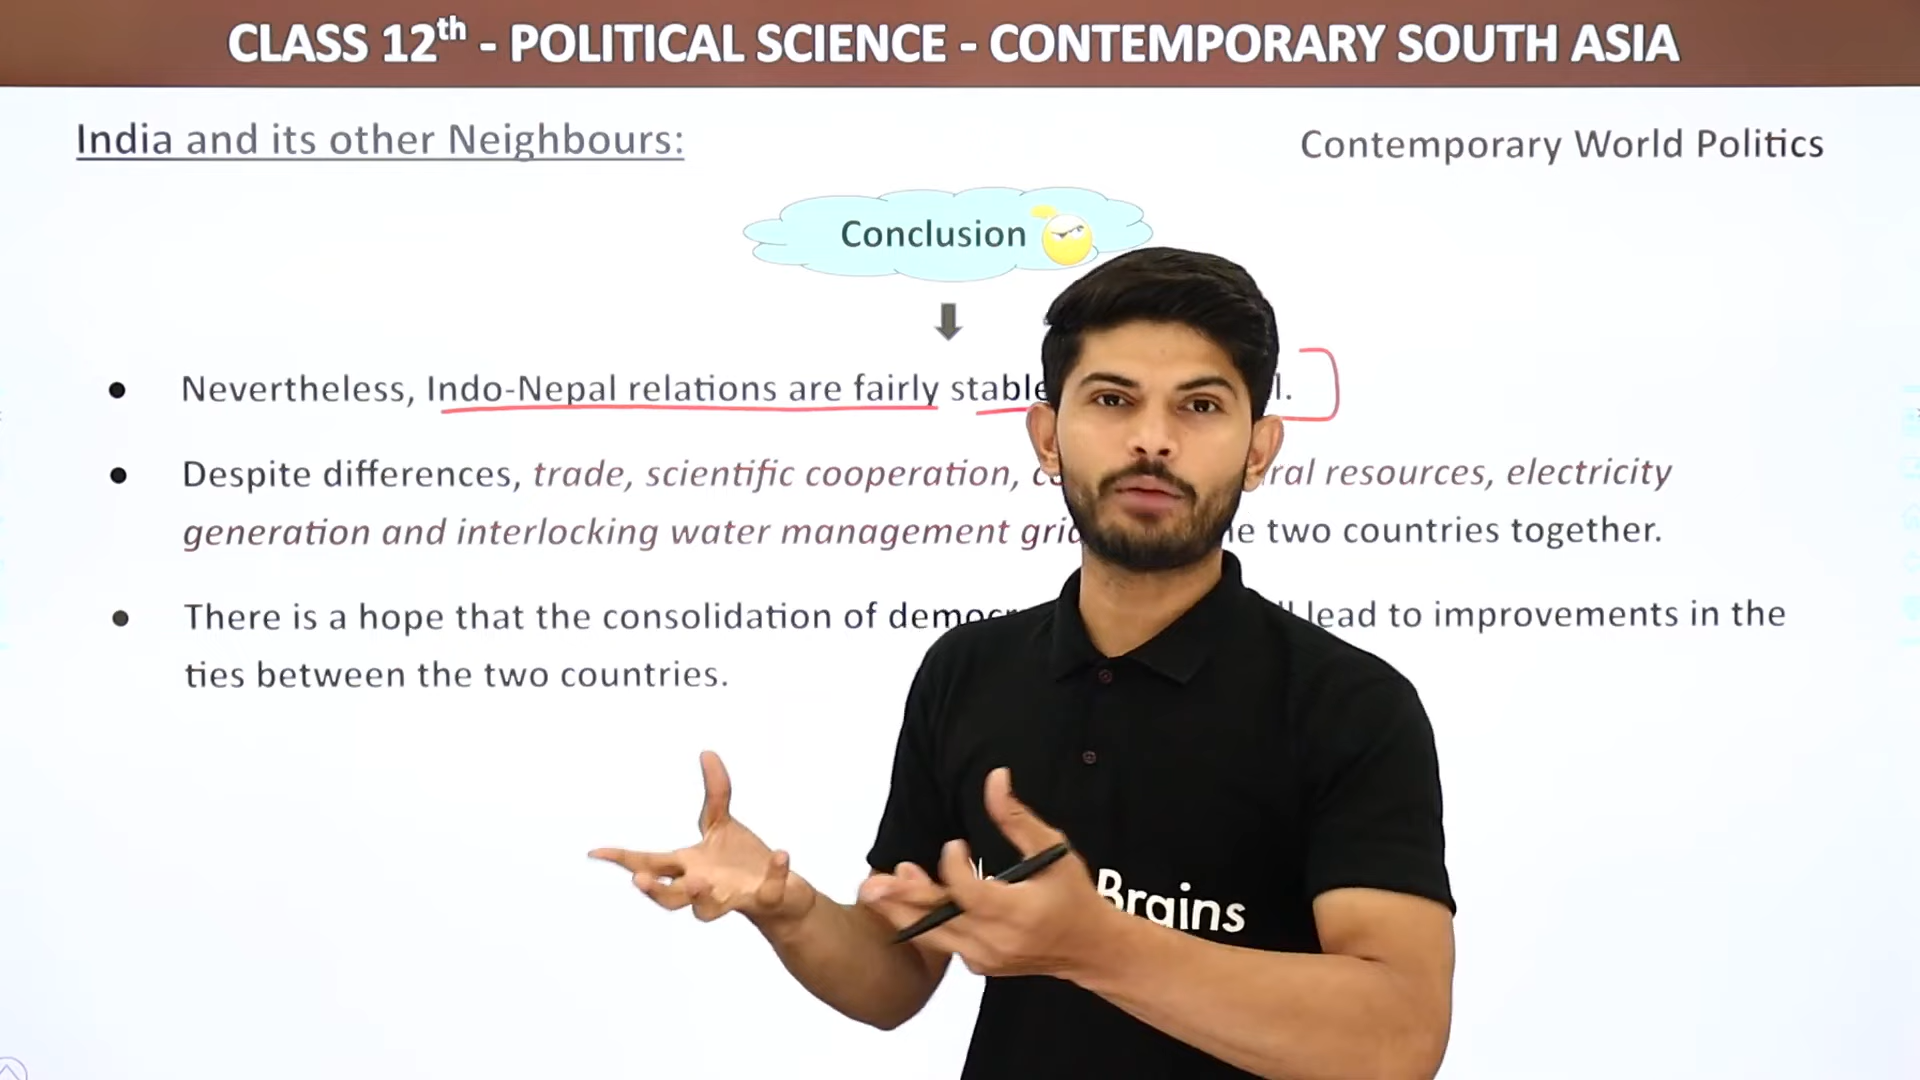 CLASS 12th - POLITICAL SCIENCE - CONTEMPORARY SOUTH ASIA
India and its other Neighbours:
Contemporary World Politics
Conclusion
Nevertheless, Indo-Nepal relations are fairly stable
Despite differences, trade, scientific cooperation, resources, electricity
generation and interlocking water management two countries together.
There is a hope that the consolidation of lead to improvements in the
ties between the two countries.
Brains